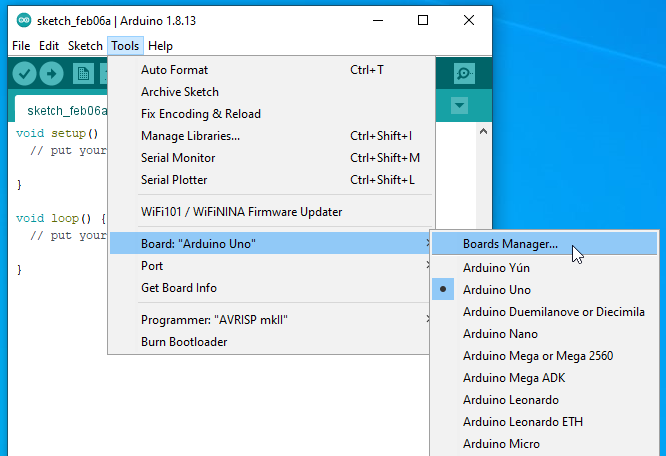 sketch_feb06a | Arduino 1.8.13
File Edit Sketch Tools Help
sketch_feb06a
void setup()
// put your
}
void loop() {
// put your
}
Auto Format Ctrl+T
Archive Sketch
Fix Encoding & Reload
Manage Libraries... Ctrl+Shift+I
Serial Monitor Ctrl+Shift+M
Serial Plotter Ctrl+Shift+L
WiFi101 / WiFiNINA Firmware Updater
Board: "Arduino Uno"
Port
Get Board Info
Programmer: "AVRISP mkII"
Burn Bootloader
Boards Manager...
Arduino Yún
Arduino Uno
Arduino Duemilanove or Diecimila
Arduino Nano
Arduino Mega or Mega 2560
Arduino Mega ADK
Arduino Leonardo
Arduino Leonardo ETH
Arduino Micro